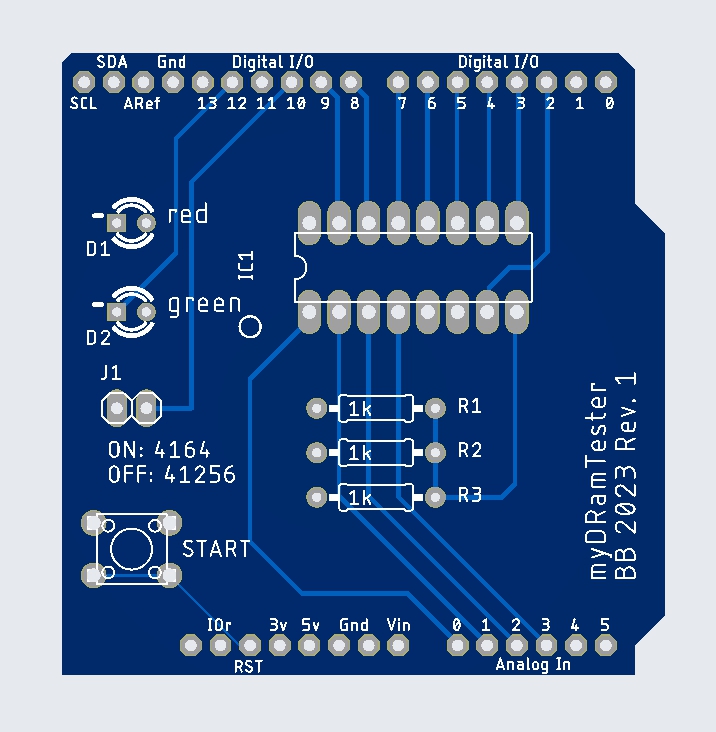 SDA Gnd Digital I/O Digital I/O
SCL ARef 13 12 11 10 9 8 7 6 5 4 3 2 1 0
red
D1
IC1
green
D2
J1
1k R1
ON: 4164
OFF: 41256
1k R2
1k R3
START
myDRamTester
BB 2023 Rev. 1
IOr 3v 5v Gnd Vin 0 1 2 3 4 5
RST Analog In